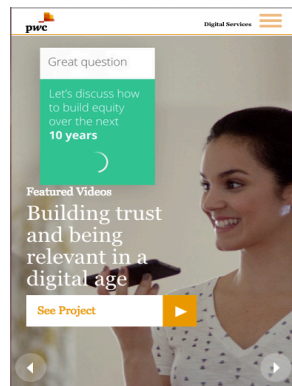 pwc
Digital Services
Great question
Let's discuss how
to build equity
over the next
10 years
Featured Videos
Building trust
and being
relevant in a
digital age
See Project